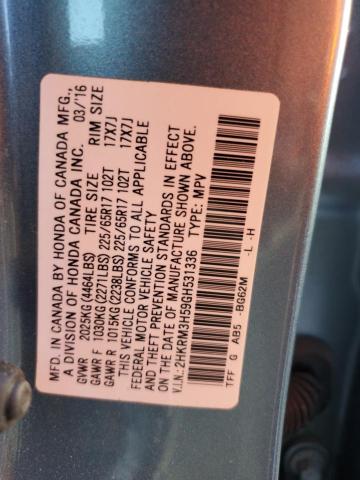 MFD. IN CANADA BY HONDA OF CANADA MFG.,
A DIVISION OF HONDA CANADA INC. 03/'16
GVWR 2025KG (4464LBS) TIRE SIZE RIM SIZE
GAWR F 1030KG (2271LBS) 225/65R17 102T 17X7J
GAWR R 1015KG (2238LBS) 225/65R17 102T 17X7J
THIS VEHICLE CONFORMS TO ALL APPLICABLE
FEDERAL MOTOR VEHICLE SAFETY
AND THEFT PREVENTION STANDARDS IN EFFECT
ON THE DATE OF MANUFACTURE SHOWN ABOVE.
V.I.N.: 2HKRM3H59GH531336 TYPE: MPV
TFF G AB5 -BG62M -L -H